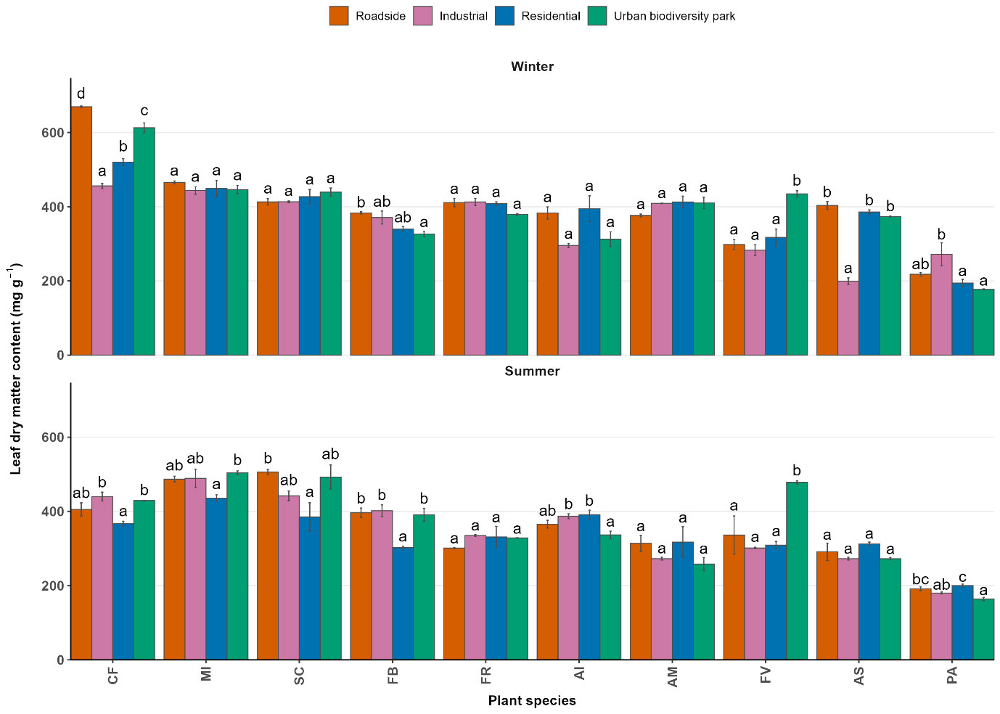 Roadside Industrial Residential Urban biodiversity park
Winter
d a b c a a a a a a a a b ab ab a a a a a a a a a a a a a a a a b b a b b ab b a a
600
400
200
0
Summer
ab b a b ab ab a b b ab a ab b b a b a a a a ab b b a a a a a a a a b a a a a bc ab c a
600
400
200
0
CF MI SC FB FR AI AM FV AS PA
Plant species
Leaf dry matter content (mg g⁻¹)